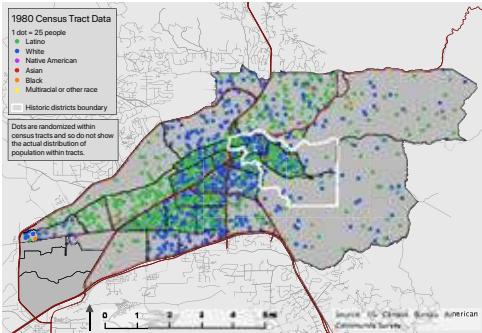 1980 Census Tract Data
1 dot = 25 people
Latino
White
Native American
Asian
Black
Multiracial or other race
Historic districts boundary
Dots are randomized within
census tracts and so do not show
the actual distribution of
population within tracts.
0 1 2 3 4
Source: US Census Bureau American
Community Survey